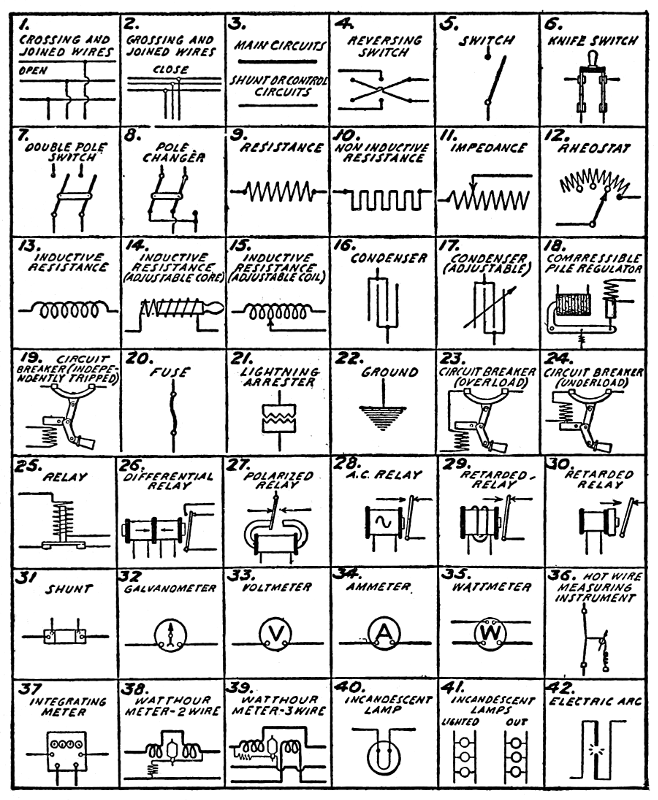 1.
CROSSING AND
JOINED WIRES
OPEN
2.
CROSSING AND
JOINED WIRES
CLOSE
3.
MAIN CIRCUITS
SHUNT OR CONTROL
CIRCUITS
4.
REVERSING
SWITCH
5.
SWITCH
6.
KNIFE SWITCH
7.
DOUBLE POLE
SWITCH
8.
POLE
CHANGER
9.
RESISTANCE
10.
NON INDUCTIVE
RESISTANCE
11.
IMPEDANCE
12.
RHEOSTAT
13.
INDUCTIVE
RESISTANCE
14.
INDUCTIVE
RESISTANCE
(ADJUSTABLE CORE)
15.
INDUCTIVE
RESISTANCE
(ADJUSTABLE COIL)
16.
CONDENSER
17.
CONDENSER
(ADJUSTABLE)
18.
COMPRESSIBLE
PILE REGULATOR
19. CIRCUIT
BREAKER (INDEPE-
NDENTLY TRIPPED)
20.
FUSE
21.
LIGHTNING
ARRESTER
22.
GROUND
23.
CIRCUIT BREAKER
(OVERLOAD)
24.
CIRCUIT BREAKER
(UNDERLOAD)
25.
RELAY
26.
DIFFERENTIAL
RELAY
27.
POLARIZED
RELAY
28.
A.C. RELAY
29.
RETARDED
RELAY
30.
RETARDED
RELAY
31
SHUNT
32
GALVANOMETER
33.
VOLTMETER
V
34.
AMMETER
A
35.
WATTMETER
W
36. HOT WIRE
MEASURING
INSTRUMENT
37
INTEGRATING
METER
38.
WATTHOUR
METER-2 WIRE
39.
WATTHOUR
METER-3 WIRE
40.
INCANDESCENT
LAMP
41.
INCANDESCENT
LAMPS
LIGHTED OUT
42.
ELECTRIC ARC